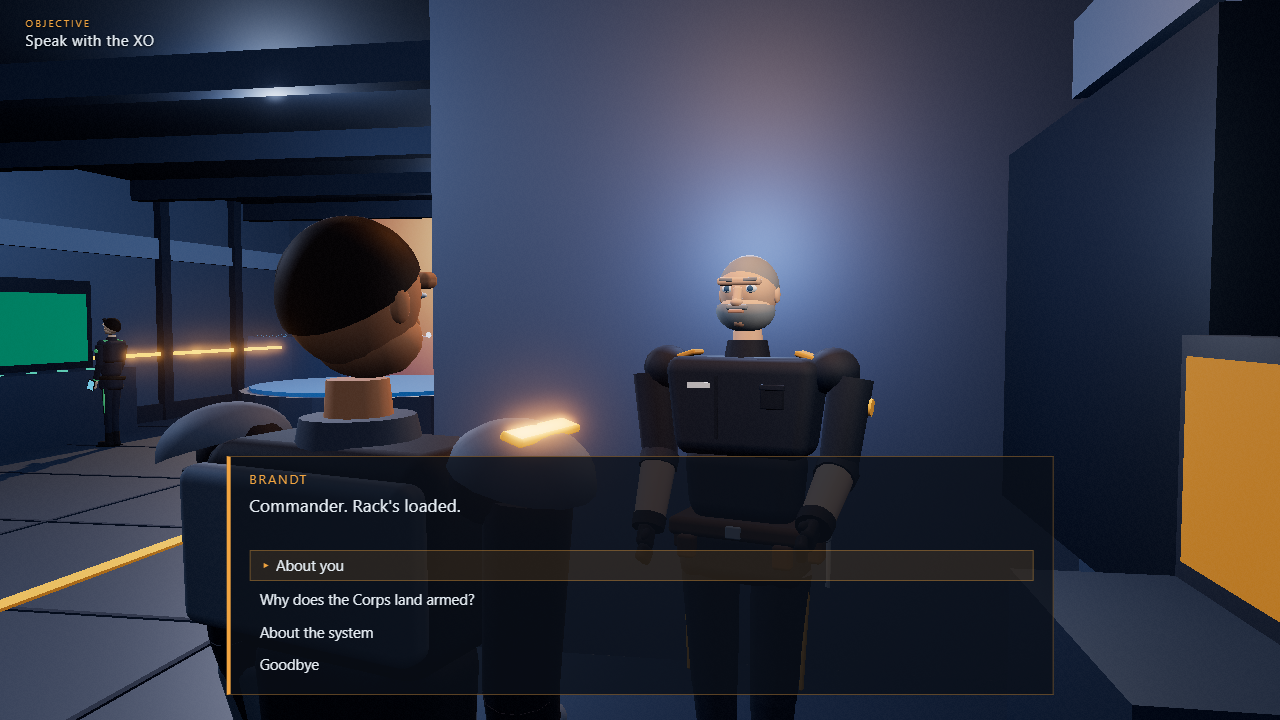 OBJECTIVE
Speak with the XO
BRANDT
Commander. Rack's loaded.
About you
Why does the Corps land armed?
About the system
Goodbye